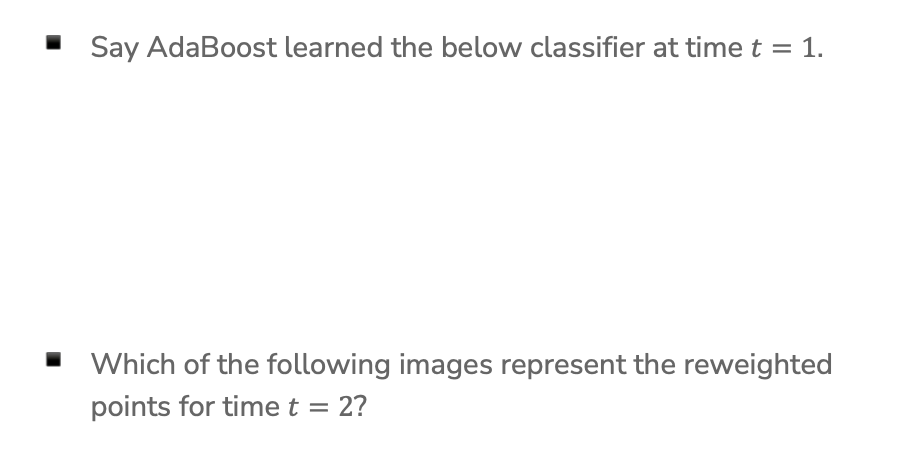 ▪ Say AdaBoost learned the below classifier at time t = 1.
▪ Which of the following images represent the reweighted
points for time t = 2?